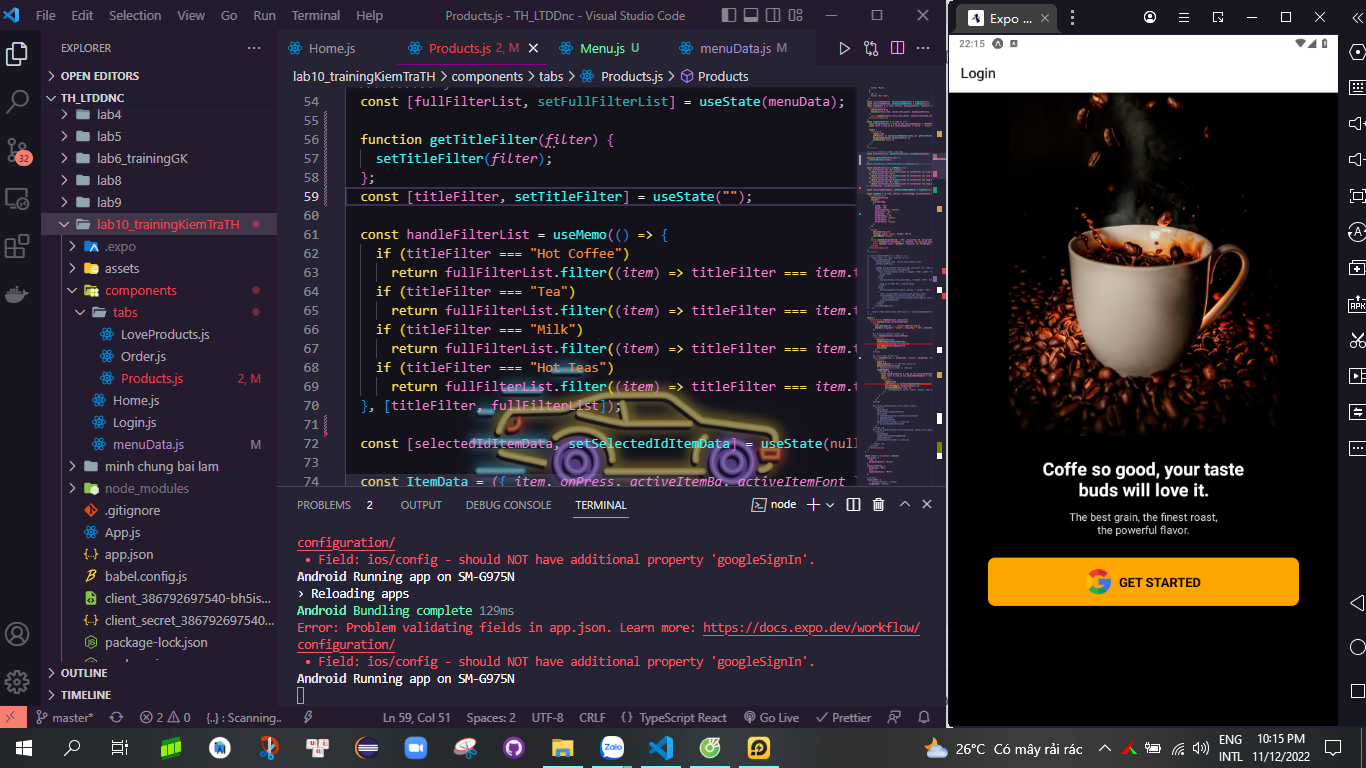 File Edit Selection View Go Run Terminal Help
Products.js - TH_LTDDnc - Visual Studio Code
EXPLORER
OPEN EDITORS
TH_LTDDNC
lab4
lab5
lab6_trainingGK
lab8
lab9
lab10_trainingKiemTraTH
.expo
assets
components
tabs
LoveProducts.js
Order.js
Products.js 2, M
Home.js
Login.js
menuData.js M
minh chung bai lam
node_modules
.gitignore
App.js
app.json
babel.config.js
client_386792697540-bh5is...
client_secret_386792697540...
package-lock.json
OUTLINE
TIMELINE
32
Home.js
Products.js 2, M
Menu.js U
menuData.js M
lab10_trainingKiemTraTH > components > tabs > Products.js > Products
54 const [fullFilterList, setFullFilterList] = useState(menuData);
55
56 function getTitleFilter(filter) {
57 setTitleFilter(filter);
58 };
59 const [titleFilter, setTitleFilter] = useState("");
60
61 const handleFilterList = useMemo(() => {
62 if (titleFilter === "Hot Coffee")
63 return fullFilterList.filter((item) => titleFilter === item.t
64 if (titleFilter === "Tea")
65 return fullFilterList.filter((item) => titleFilter === item.t
66 if (titleFilter === "Milk")
67 return fullFilterList.filter((item) => titleFilter === item.t
68 if (titleFilter === "Hot Teas")
69 return fullFilterList.filter((item) => titleFilter === item.t
70 }, [titleFilter, fullFilterList]);
71
72 const [selectedIdItemData, setSelectedIdItemData] = useState(null
73
74 const ItemData = ({ item, onPress, activeItemBg, activeItemFont }
PROBLEMS 2 OUTPUT DEBUG CONSOLE TERMINAL
node
configuration/
• Field: ios/config - should NOT have additional property 'googleSignIn'.
Android Running app on SM-G975N
› Reloading apps
Android Bundling complete 129ms
Error: Problem validating fields in app.json. Learn more: https://docs.expo.dev/workflow/
configuration/
• Field: ios/config - should NOT have additional property 'googleSignIn'.
Android Running app on SM-G975N
master*
2 0
{..} : Scanning..
Ln 59, Col 51
Spaces: 2
UTF-8
CRLF
{} TypeScript React
Go Live
Prettier
Expo ...
22:15
Login
Coffe so good, your taste
buds will love it.
The best grain, the finest roast,
the powerful flavor.
GET STARTED
APK
Zalo
26°C Có mây rải rác
ENG
INTL
10:15 PM
11/12/2022